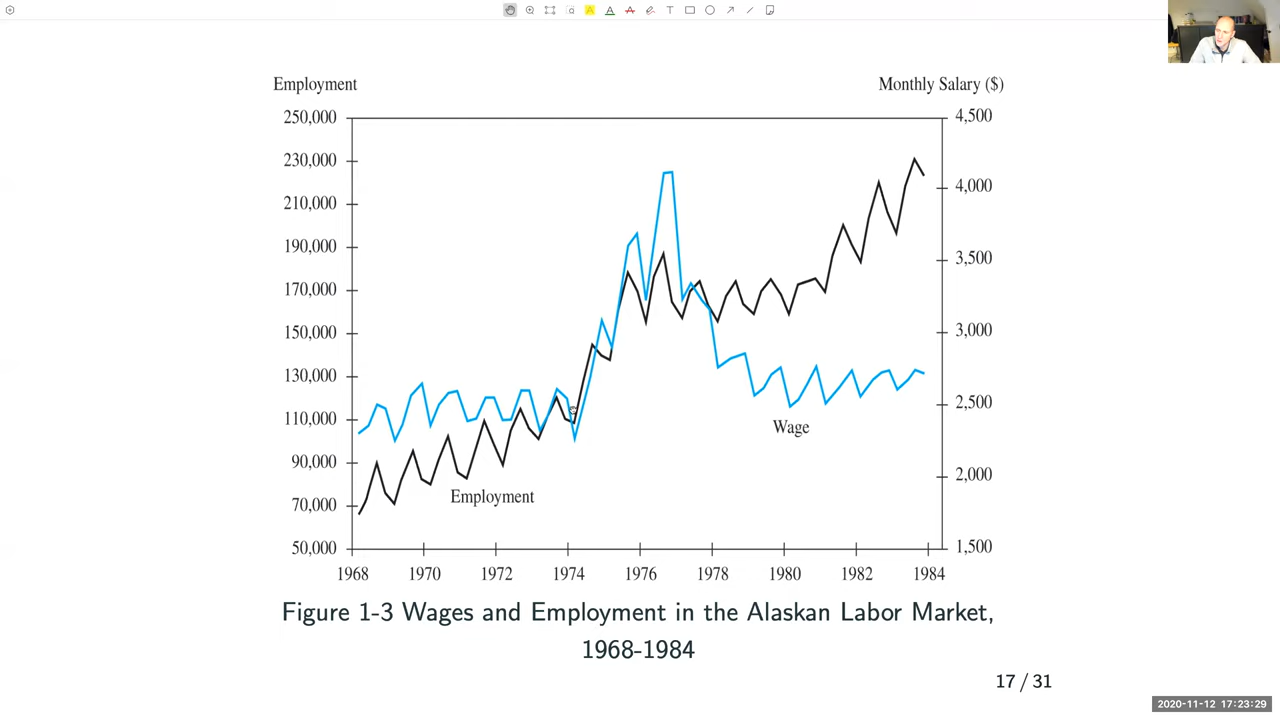 Employment
Monthly Salary ($)
250,000
230,000
210,000
190,000
170,000
150,000
130,000
110,000
90,000
70,000
50,000
4,500
4,000
3,500
3,000
2,500
2,000
1,500
Wage
Employment
1968 1970 1972 1974 1976 1978 1980 1982 1984
Figure 1-3 Wages and Employment in the Alaskan Labor Market,
1968-1984
17 / 31
2020-11-12 17:23:29